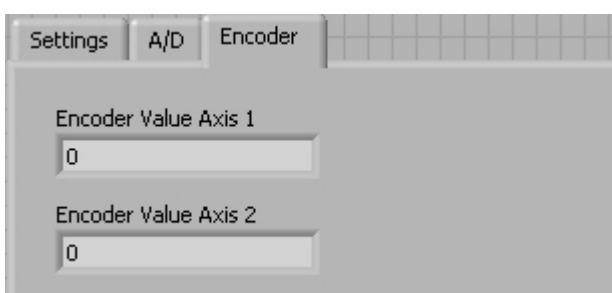 Settings A/D Encoder
Encoder Value Axis 1
0
Encoder Value Axis 2
0